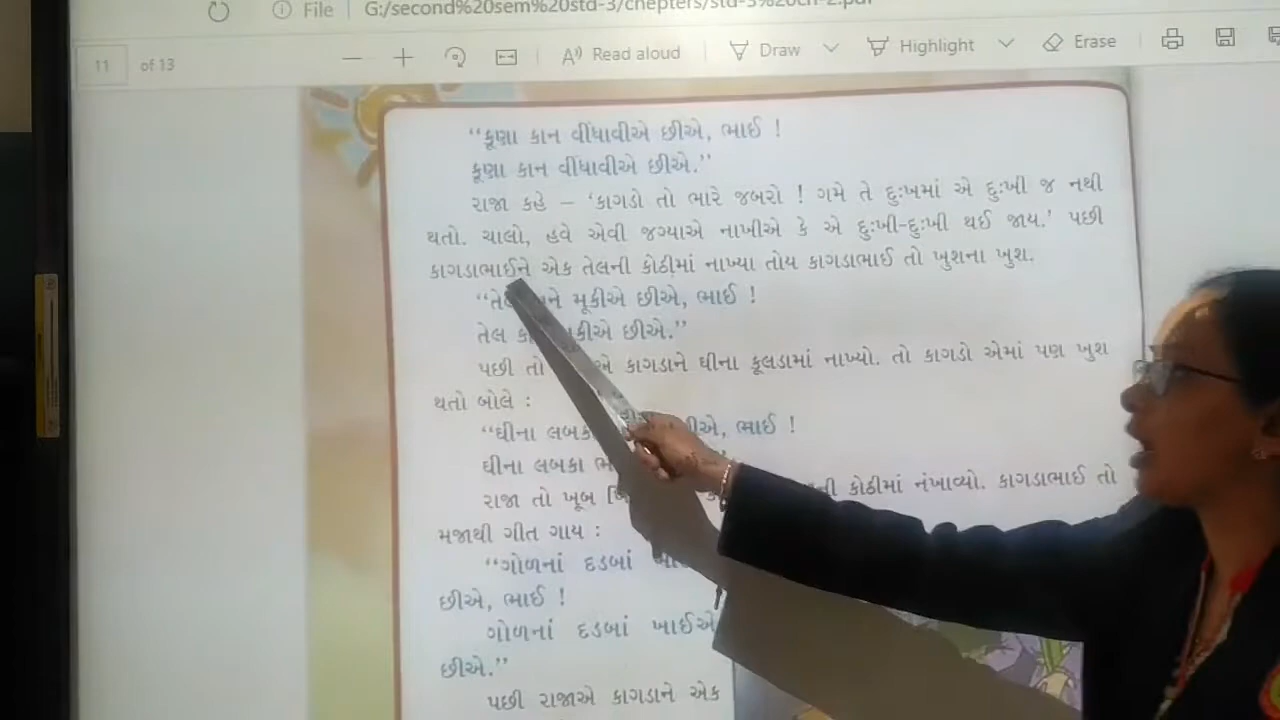 File G:/second%20sem%20std-3/chepters/std-3%20ch-2.pdf
11 of 13 Read aloud Draw Highlight Erase
“કૂણા કાન વીંધાવીએ છીએ, ભાઈ !
કૂણા કાન વીંધાવીએ છીએ.”
રાજા કહે – ‘કાગડો તો ભારે જબરો ! ગમે તે દુઃખમાં એ દુઃખી જ નથી
થતો. ચાલો, હવે એવી જગ્યાએ નાખીએ કે એ દુઃખી-દુઃખી થઈ જાય.’ પછી
કાગડાભાઈને એક તેલની કોઠીમાં નાખ્યા તોય કાગડાભાઈ તો ખુશના ખુશ.
મૂકીએ છીએ, ભાઈ !
તેલ છીએ.”
પછી તો કાગડાને ઘીના કૂલડામાં નાખ્યો. તો કાગડો એમાં પણ ખુશ
થતો બોલે :
“ઘીના ભાઈ !
ઘીના લબકા
રાજા તો ખૂબ કોઠીમાં નંખાવ્યો. કાગડાભાઈ તો
મજાથી ગીત ગાય :
“ગોળનાં દડબાં
છીએ, ભાઈ !
ગોળનાં દડબાં ખાઈએ
છીએ.”
પછી રાજાએ કાગડાને એક